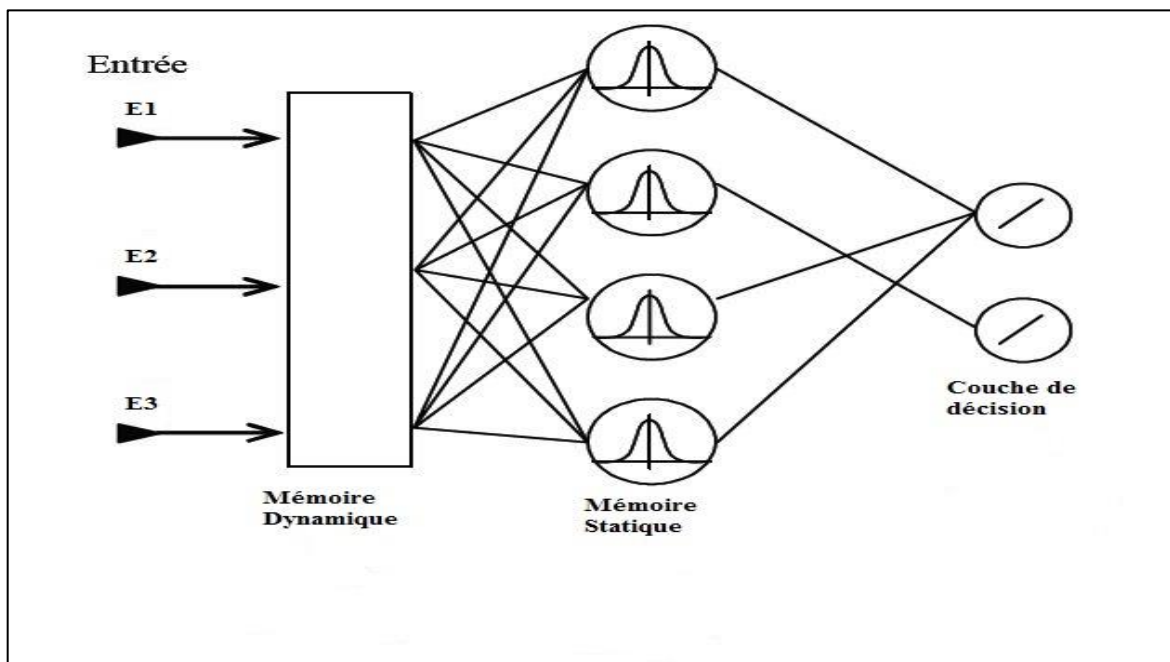 Entrée
E1
E2
E3
Mémoire
Dynamique
Mémoire
Statique
Couche de
décision